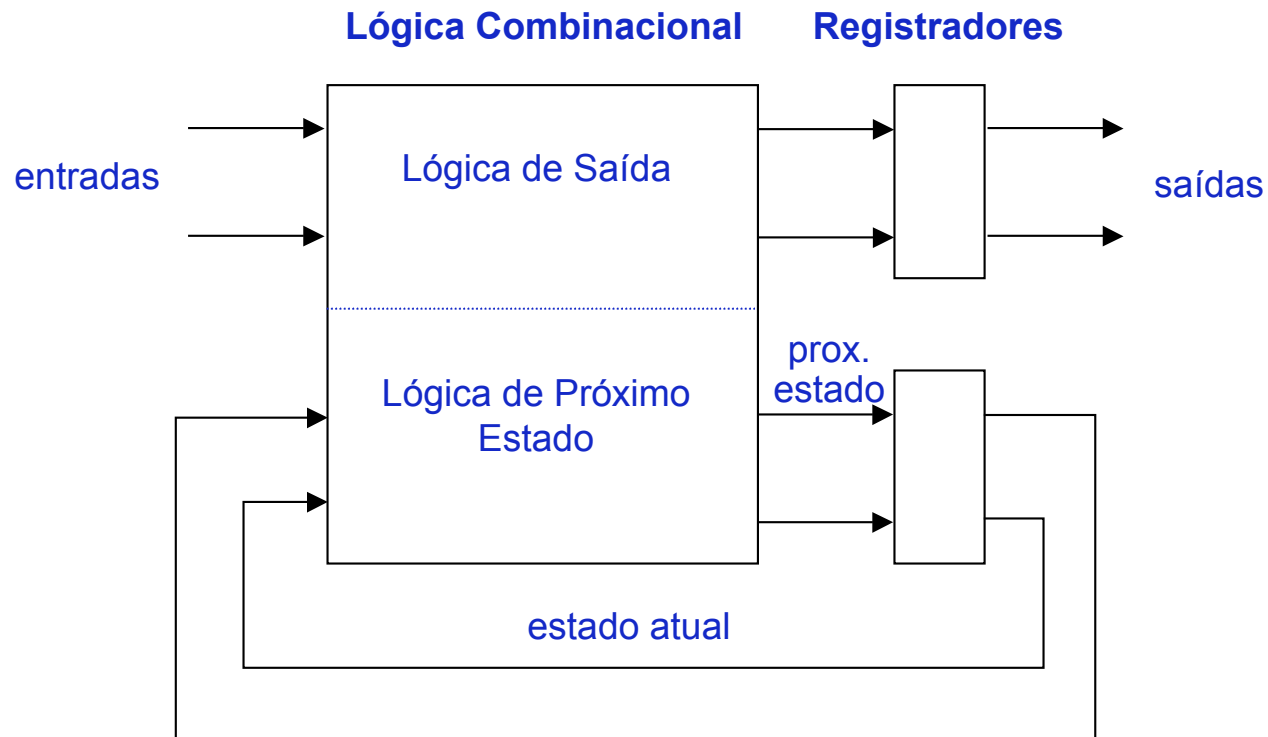 Lógica Combinacional
Registradores
entradas
Lógica de Saída
saídas
prox.
estado
Lógica de Próximo
Estado
estado atual